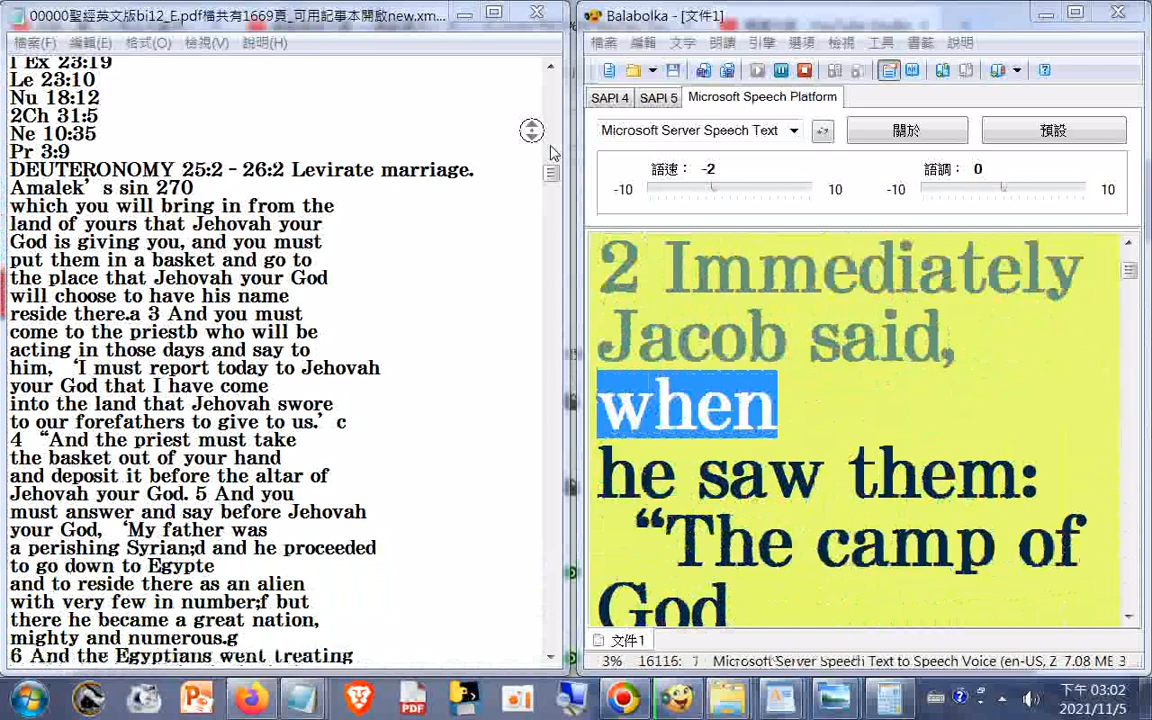 00000聖經英文版bi12_E.pdf檔共有1669頁_可用記事本開啟new.xm...
檔案(F) 編輯(E) 格式(O) 檢視(V) 說明(H)
1 Ex 23:19
Le 23:10
Nu 18:12
2Ch 31:5
Ne 10:35
Pr 3:9
DEUTERONOMY 25:2 – 26:2 Levirate marriage.
Amalek’s sin 270
which you will bring in from the
land of yours that Jehovah your
God is giving you, and you must
put them in a basket and go to
the place that Jehovah your God
will choose to have his name
reside there.a 3 And you must
come to the priestb who will be
acting in those days and say to
him, ‘I must report today to Jehovah
your God that I have come
into the land that Jehovah swore
to our forefathers to give to us.’ c
4 “And the priest must take
the basket out of your hand
and deposit it before the altar of
Jehovah your God. 5 And you
must answer and say before Jehovah
your God, ‘My father was
a perishing Syrian;d and he proceeded
to go down to Egypte
and to reside there as an alien
with very few in number;f but
there he became a great nation,
mighty and numerous.g
6 And the Egyptians went treating
Balabolka - [文件1]
檔案 編輯 文字 朗讀 引擎 選項 檢視 工具 書籤 說明
SAPI 4 SAPI 5 Microsoft Speech Platform
Microsoft Server Speech Text 關於 預設
語速: -2 語調: 0
-10 10 -10 10
2 Immediately
Jacob said,
when
he saw them:
“The camp of
God
文件1
3% 16115: 7 Microsoft Server Speech Text to Speech Voice (en-US, Z 7.08 MB 3
下午 03:02
2021/11/5
PDF